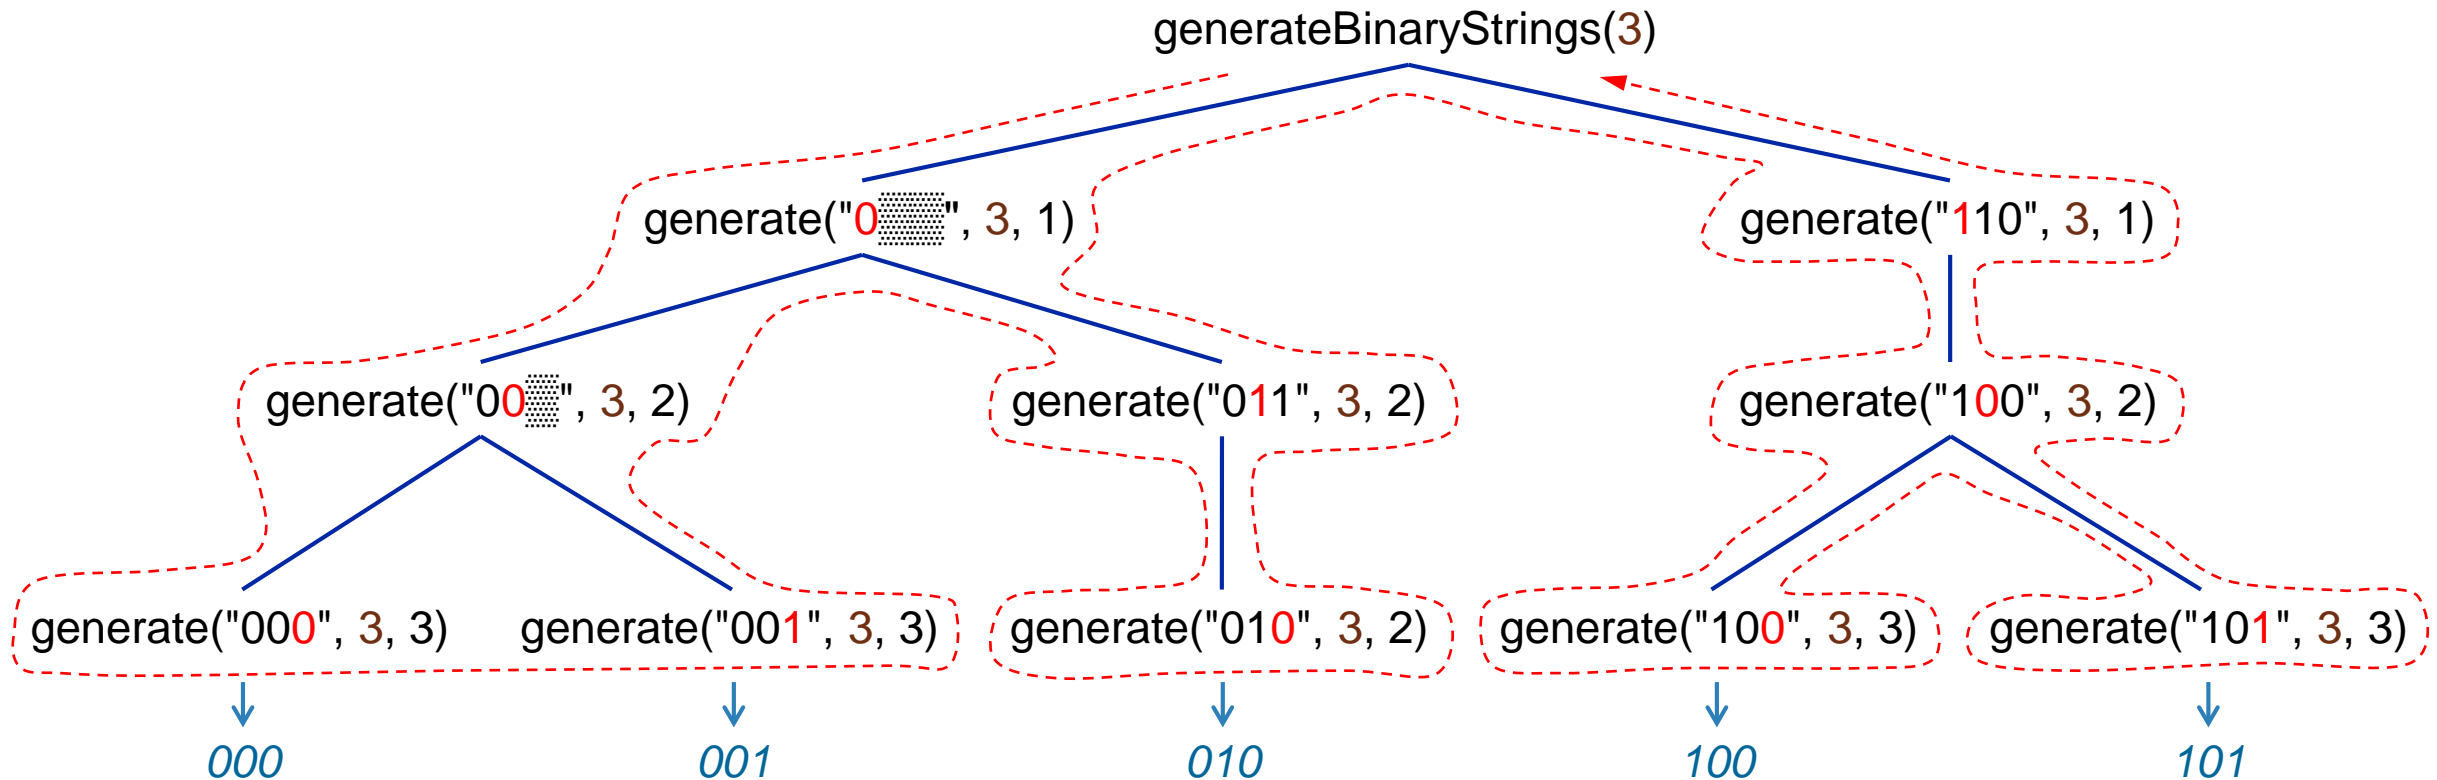 generateBinaryStrings(3)
generate("0▒▒", 3, 1) generate("110", 3, 1)
generate("00▒", 3, 2) generate("011", 3, 2) generate("100", 3, 2)
generate("000", 3, 3) generate("001", 3, 3) generate("010", 3, 2) generate("100", 3, 3) generate("101", 3, 3)
000 001 010 100 101